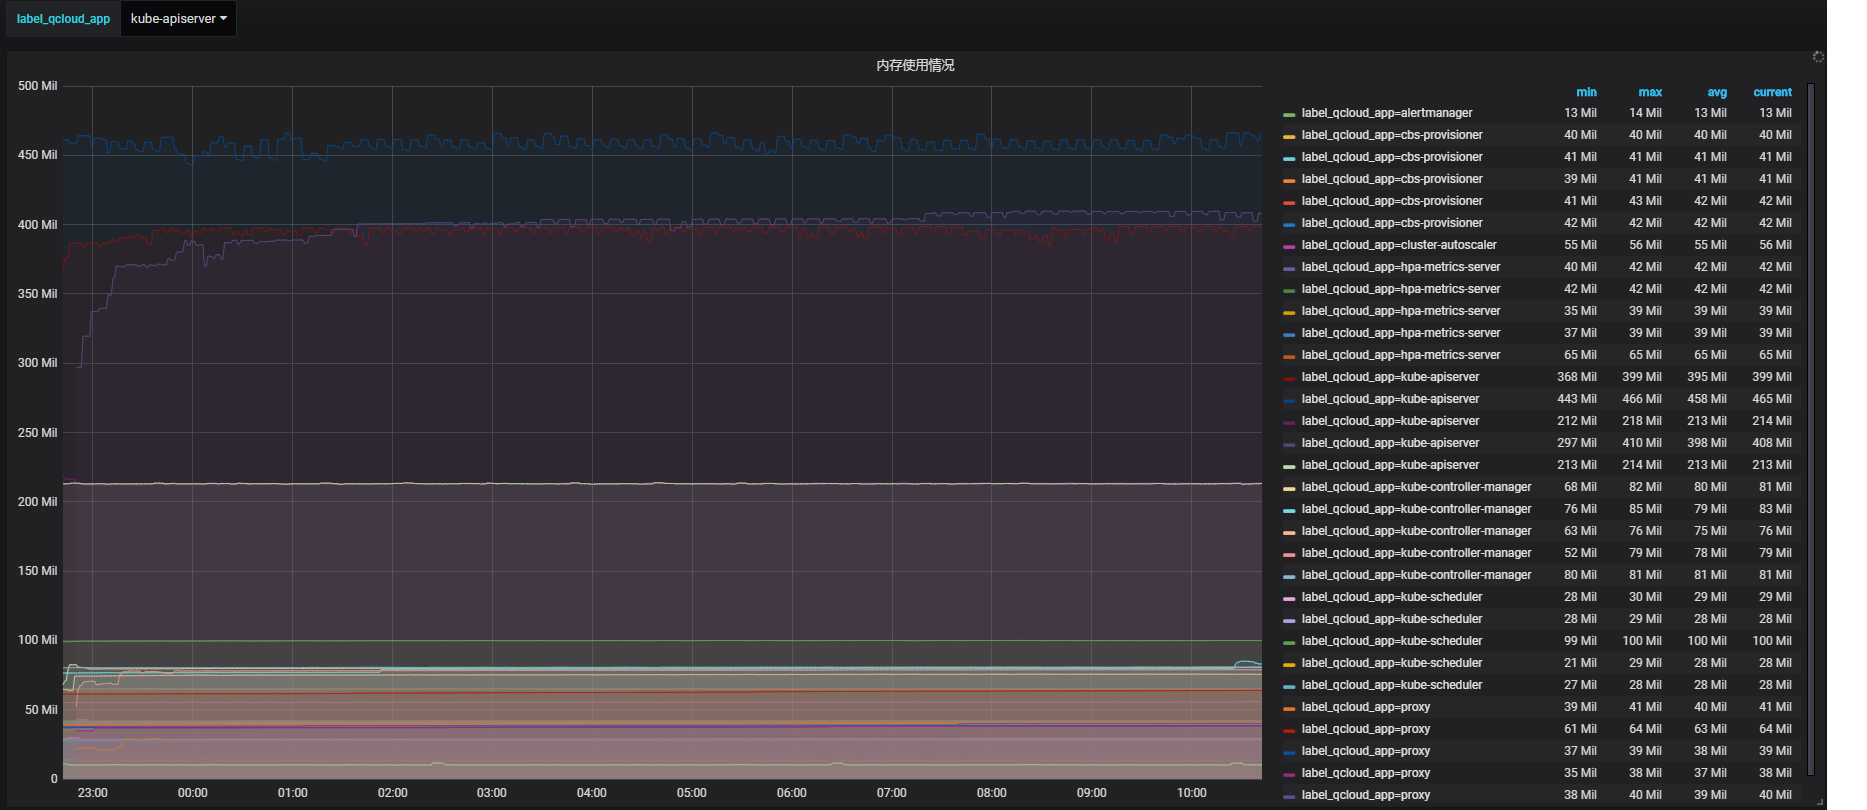 label_qcloud_app kube-apiserver
内存使用情况
500 Mil
450 Mil
400 Mil
350 Mil
300 Mil
250 Mil
200 Mil
150 Mil
100 Mil
50 Mil
0
23:00 00:00 01:00 02:00 03:00 04:00 05:00 06:00 07:00 08:00 09:00 10:00
min max avg current
label_qcloud_app=alertmanager 13 Mil 14 Mil 13 Mil 13 Mil
label_qcloud_app=cbs-provisioner 40 Mil 40 Mil 40 Mil 40 Mil
label_qcloud_app=cbs-provisioner 41 Mil 41 Mil 41 Mil 41 Mil
label_qcloud_app=cbs-provisioner 39 Mil 41 Mil 41 Mil 41 Mil
label_qcloud_app=cbs-provisioner 41 Mil 43 Mil 42 Mil 42 Mil
label_qcloud_app=cbs-provisioner 42 Mil 42 Mil 42 Mil 42 Mil
label_qcloud_app=cluster-autoscaler 55 Mil 56 Mil 55 Mil 56 Mil
label_qcloud_app=hpa-metrics-server 40 Mil 42 Mil 42 Mil 42 Mil
label_qcloud_app=hpa-metrics-server 42 Mil 42 Mil 42 Mil 42 Mil
label_qcloud_app=hpa-metrics-server 35 Mil 39 Mil 39 Mil 39 Mil
label_qcloud_app=hpa-metrics-server 37 Mil 39 Mil 39 Mil 39 Mil
label_qcloud_app=hpa-metrics-server 65 Mil 65 Mil 65 Mil 65 Mil
label_qcloud_app=kube-apiserver 368 Mil 399 Mil 395 Mil 399 Mil
label_qcloud_app=kube-apiserver 443 Mil 466 Mil 458 Mil 465 Mil
label_qcloud_app=kube-apiserver 212 Mil 218 Mil 213 Mil 214 Mil
label_qcloud_app=kube-apiserver 297 Mil 410 Mil 398 Mil 408 Mil
label_qcloud_app=kube-apiserver 213 Mil 214 Mil 213 Mil 213 Mil
label_qcloud_app=kube-controller-manager 68 Mil 82 Mil 80 Mil 81 Mil
label_qcloud_app=kube-controller-manager 76 Mil 85 Mil 79 Mil 83 Mil
label_qcloud_app=kube-controller-manager 63 Mil 76 Mil 75 Mil 76 Mil
label_qcloud_app=kube-controller-manager 52 Mil 79 Mil 78 Mil 79 Mil
label_qcloud_app=kube-controller-manager 80 Mil 81 Mil 81 Mil 81 Mil
label_qcloud_app=kube-scheduler 28 Mil 30 Mil 29 Mil 29 Mil
label_qcloud_app=kube-scheduler 28 Mil 29 Mil 28 Mil 28 Mil
label_qcloud_app=kube-scheduler 99 Mil 100 Mil 100 Mil 100 Mil
label_qcloud_app=kube-scheduler 21 Mil 29 Mil 28 Mil 28 Mil
label_qcloud_app=kube-scheduler 27 Mil 28 Mil 28 Mil 28 Mil
label_qcloud_app=proxy 39 Mil 41 Mil 40 Mil 41 Mil
label_qcloud_app=proxy 61 Mil 64 Mil 63 Mil 64 Mil
label_qcloud_app=proxy 37 Mil 39 Mil 38 Mil 39 Mil
label_qcloud_app=proxy 35 Mil 38 Mil 37 Mil 38 Mil
label_qcloud_app=proxy 38 Mil 40 Mil 39 Mil 40 Mil